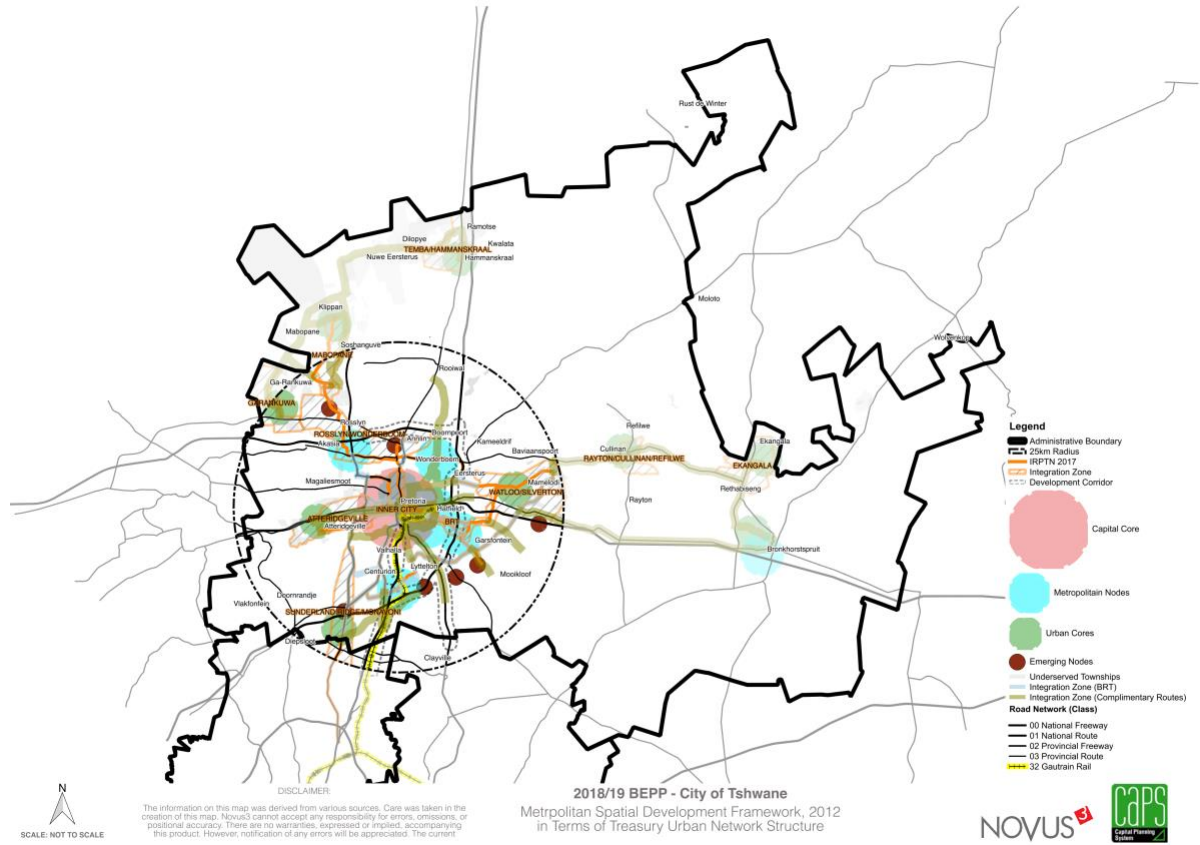 Rust de Winter
Ramotse
Dilopye
Kwalata
TEMBA/HAMMANSKRAAL
Nuwe Eersterus
Hammanskraal
Moloto
Klippan
Mabopane
Wolvenkop
Soshanguve
MABOPANE
Rooiwal
Ga-Rankuwa
GARANKUWA
Rosslyn
Refilwe
Legend
ROSSLYN/WONDERBOOM
Boompoort
Akasia
Kameeldrif
Ekangala
Administrative Boundary
Cullinan
Baviaanspoort
25km Radius
Wonderboom
RAYTON/CULLINAN/REFILWE
IRPTN 2017
EKANGALA
Integration Zone
Magaliesmoot
Eersterus
Mamelodi
Development Corridor
WATLOO/SILVERTON
Rethabiseng
Pretoria
Rayton
INNER CITY
Hatfield
ATTERIDGEVILLE
BRT
Atteridgeville
Capital Core
Garsfontein
Valhalla
Bronkhorstspruit
Lyttelton
Centurion
Mooikloof
Doornrandje
Metropolitain Nodes
Vlakfontein
Urban Cores
Diepsloot
Clayville
Emerging Nodes
Underserved Townships
Integration Zone (BRT)
Integration Zone (Complimentary Routes)
Road Network (Class)
00 National Freeway
01 National Route
02 Provincial Freeway
03 Provincial Route
32 Gautrain Rail
N
SCALE: NOT TO SCALE
DISCLAIMER:
The information on this map was derived from various sources. Care was taken in the
creation of this map. Novus3 cannot accept any responsibility for errors, omissions, or
positional accuracy. There are no warranties, expressed or implied, accompanying
this product. However, notification of any errors will be appreciated. The current
2018/19 BEPP - City of Tshwane
Metrpolitan Spatial Development Framework, 2012
in Terms of Treasury Urban Network Structure
NOVUS3
CAPS
Capital Planning
System